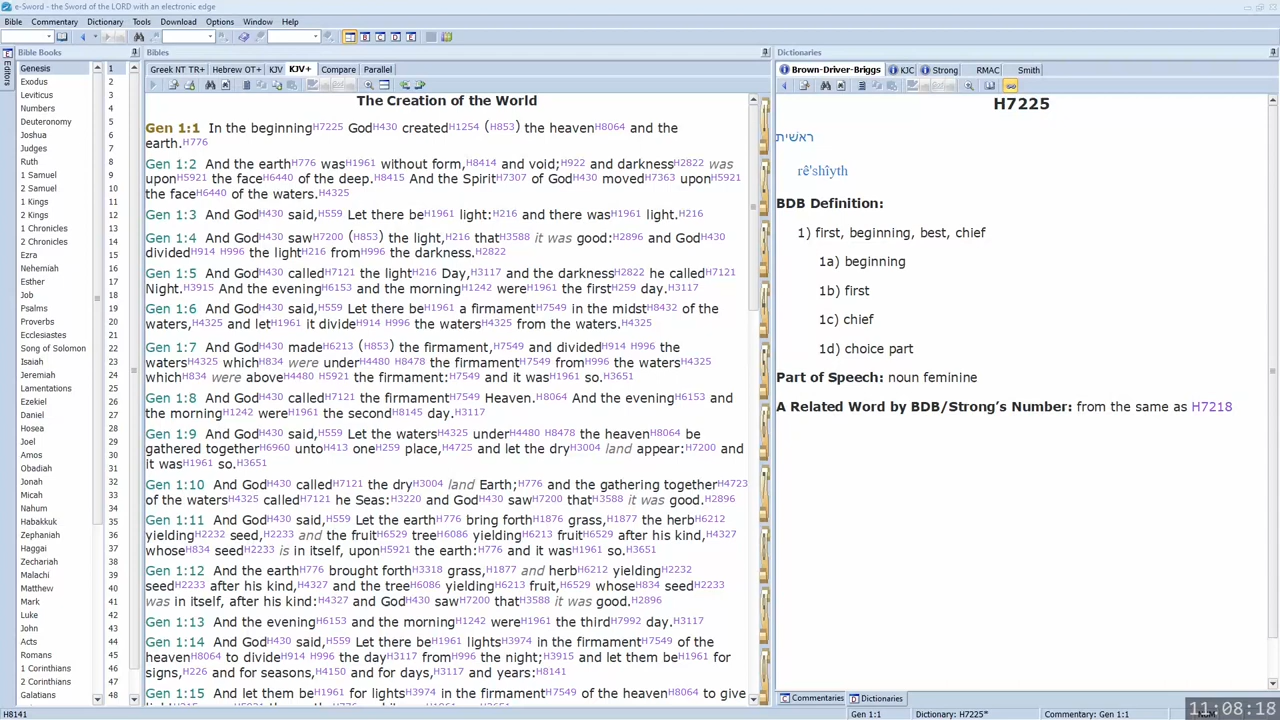 e-Sword - the Sword of the LORD with an electronic edge
Bible Commentary Dictionary Tools Download Options Window Help
B C D E
Editors
Bible Books
Genesis 1
Exodus 2
Leviticus 3
Numbers 4
Deuteronomy 5
Joshua 6
Judges 7
Ruth 8
1 Samuel 9
2 Samuel 10
1 Kings 11
2 Kings 12
1 Chronicles 13
2 Chronicles 14
Ezra 15
Nehemiah 16
Esther 17
Job 18
Psalms 19
Proverbs 20
Ecclesiastes 21
Song of Solomon 22
Isaiah 23
Jeremiah 24
Lamentations 25
Ezekiel 26
Daniel 27
Hosea 28
Joel 29
Amos 30
Obadiah 31
Jonah 32
Micah 33
Nahum 34
Habakkuk 35
Zephaniah 36
Haggai 37
Zechariah 38
Malachi 39
Matthew 40
Mark 41
Luke 42
John 43
Acts 44
Romans 45
1 Corinthians 46
2 Corinthians 47
Galatians 48
Bibles
Greek NT TR+ Hebrew OT+ KJV KJV+ Compare Parallel
The Creation of the World
Gen 1:1 In the beginningH7225 GodH430 createdH1254 (H853) the heavenH8064 and the
earth.H776
Gen 1:2 And the earthH776 wasH1961 without form,H8414 and void;H922 and darknessH2822 was
uponH5921 the faceH6440 of the deep.H8415 And the SpiritH7307 of GodH430 movedH7363 uponH5921
the faceH6440 of the waters.H4325
Gen 1:3 And GodH430 said,H559 Let there beH1961 light:H216 and there wasH1961 light.H216
Gen 1:4 And GodH430 sawH7200 (H853) the light,H216 thatH3588 it was good:H2896 and GodH430
dividedH914 H996 the lightH216 fromH996 the darkness.H2822
Gen 1:5 And GodH430 calledH7121 the lightH216 Day,H3117 and the darknessH2822 he calledH7121
Night.H3915 And the eveningH6153 and the morningH1242 wereH1961 the firstH259 day.H3117
Gen 1:6 And GodH430 said,H559 Let there beH1961 a firmamentH7549 in the midstH8432 of the
waters,H4325 and letH1961 it divideH914 H996 the watersH4325 from the waters.H4325
Gen 1:7 And GodH430 madeH6213 (H853) the firmament,H7549 and dividedH914 H996 the
watersH4325 whichH834 were underH4480 H8478 the firmamentH7549 fromH996 the watersH4325
whichH834 were aboveH4480 H5921 the firmament:H7549 and it wasH1961 so.H3651
Gen 1:8 And GodH430 calledH7121 the firmamentH7549 Heaven.H8064 And the eveningH6153 and
the morningH1242 wereH1961 the secondH8145 day.H3117
Gen 1:9 And GodH430 said,H559 Let the watersH4325 underH4480 H8478 the heavenH8064 be
gathered togetherH6960 untoH413 oneH259 place,H4725 and let the dryH3004 land appear:H7200 and
it wasH1961 so.H3651
Gen 1:10 And GodH430 calledH7121 the dryH3004 land Earth;H776 and the gathering togetherH4723
of the watersH4325 calledH7121 he Seas:H3220 and GodH430 sawH7200 thatH3588 it was good.H2896
Gen 1:11 And GodH430 said,H559 Let the earthH776 bring forthH1876 grass,H1877 the herbH6212
yieldingH2232 seed,H2233 and the fruitH6529 treeH6086 yieldingH6213 fruitH6529 after his kind,H4327
whoseH834 seedH2233 is in itself, uponH5921 the earth:H776 and it wasH1961 so.H3651
Gen 1:12 And the earthH776 brought forthH3318 grass,H1877 and herbH6212 yieldingH2232
seedH2233 after his kind,H4327 and the treeH6086 yieldingH6213 fruit,H6529 whoseH834 seedH2233
was in itself, after his kind:H4327 and GodH430 sawH7200 thatH3588 it was good.H2896
Gen 1:13 And the eveningH6153 and the morningH1242 wereH1961 the thirdH7992 day.H3117
Gen 1:14 And GodH430 said,H559 Let there beH1961 lightsH3974 in the firmamentH7549 of the
heavenH8064 to divideH914 H996 the dayH3117 fromH996 the night;H3915 and let them beH1961 for
signs,H226 and for seasons,H4150 and for days,H3117 and years:H8141
Gen 1:15 And let them beH1961 for lightsH3974 in the firmamentH7549 of the heavenH8064 to give
Dictionaries
Brown-Driver-Briggs KJC Strong RMAC Smith
H7225
ראשׁית
rê'shîyth
BDB Definition:
1) first, beginning, best, chief
1a) beginning
1b) first
1c) chief
1d) choice part
Part of Speech: noun feminine
A Related Word by BDB/Strong's Number: from the same as H7218
Commentaries Dictionaries
H8141 Gen 1:1 Dictionary: H7225* Commentary: Gen 1:1
11:08:18